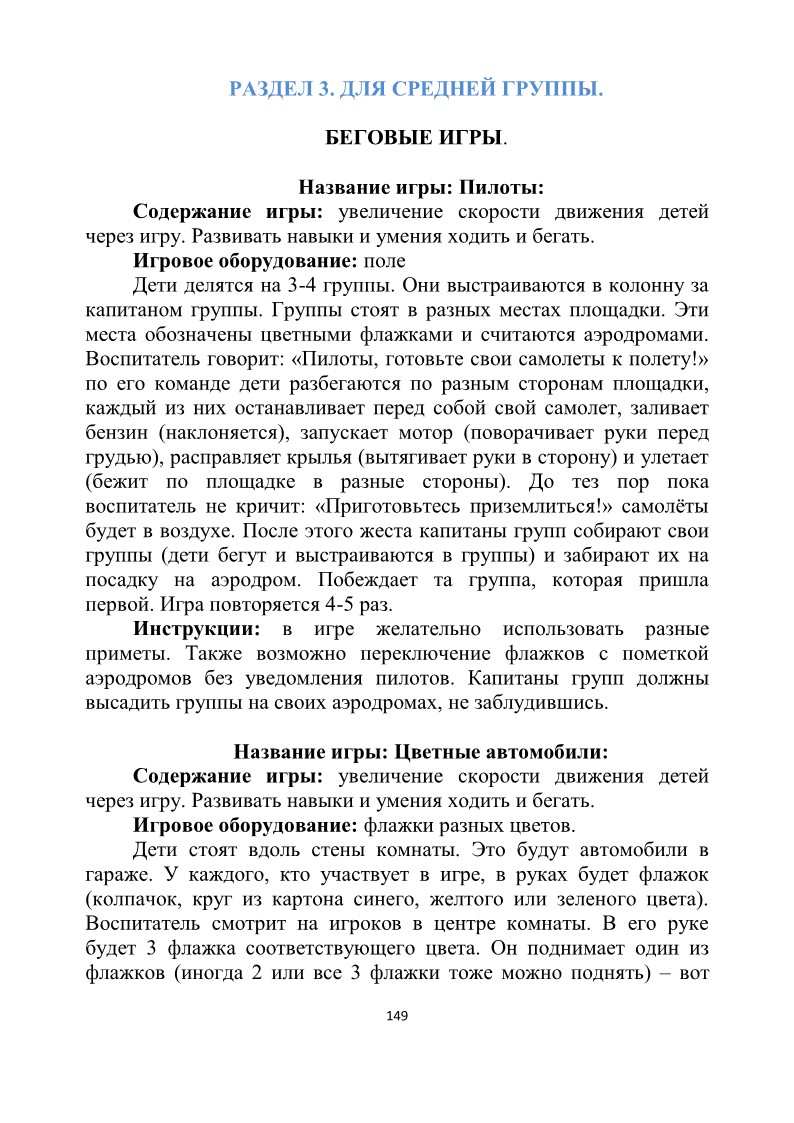 РАЗДЕЛ 3. ДЛЯ СРЕДНЕЙ ГРУППЫ.
БЕГОВЫЕ ИГРЫ.
Название игры: Пилоты:
Содержание игры: увеличение скорости движения детей
через игру. Развивать навыки и умения ходить и бегать.
Игровое оборудование: поле
Дети делятся на 3-4 группы. Они выстраиваются в колонну за
капитаном группы. Группы стоят в разных местах площадки. Эти
места обозначены цветными флажками и считаются аэродромами.
Воспитатель говорит: «Пилоты, готовьте свои самолеты к полету!»
по его команде дети разбегаются по разным сторонам площадки,
каждый из них останавливает перед собой свой самолет, заливает
бензин (наклоняется), запускает мотор (поворачивает руки перед
грудью), расправляет крылья (вытягивает руки в сторону) и улетает
(бежит по площадке в разные стороны). До тез пор пока
воспитатель не кричит: «Приготовьтесь приземлиться!» самолёты
будет в воздухе. После этого жеста капитаны групп собирают свои
группы (дети бегут и выстраиваются в группы) и забирают их на
посадку на аэродром. Побеждает та группа, которая пришла
первой. Игра повторяется 4-5 раз.
Инструкции: в игре желательно использовать разные
приметы. Также возможно переключение флажков с пометкой
аэродромов без уведомления пилотов. Капитаны групп должны
высадить группы на своих аэродромах, не заблудившись.
Название игры: Цветные автомобили:
Содержание игры: увеличение скорости движения детей
через игру. Развивать навыки и умения ходить и бегать.
Игровое оборудование: флажки разных цветов.
Дети стоят вдоль стены комнаты. Это будут автомобили в
гараже. У каждого, кто участвует в игре, в руках будет флажок
(колпачок, круг из картона синего, желтого или зеленого цвета).
Воспитатель смотрит на игроков в центре комнаты. В его руке
будет 3 флажка соответствующего цвета. Он поднимает один из
флажков (иногда 2 или все 3 флажки тоже можно поднять) – вот
149